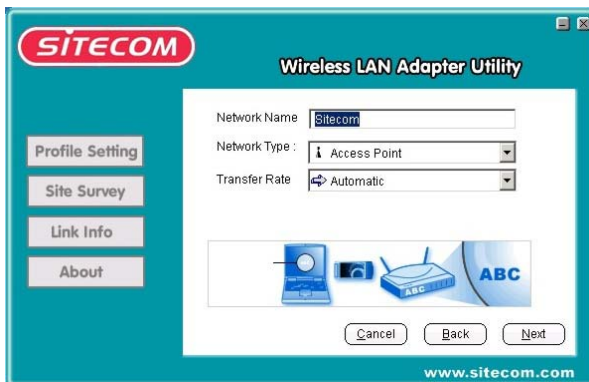 SITECOM
Wireless LAN Adapter Utility
Profile Setting
Site Survey
Link Info
About
Network Name
Sitecom
Network Type :
Access Point
Transfer Rate
Automatic
ABC
ABC
Cancel
Back
Next
www.sitecom.com